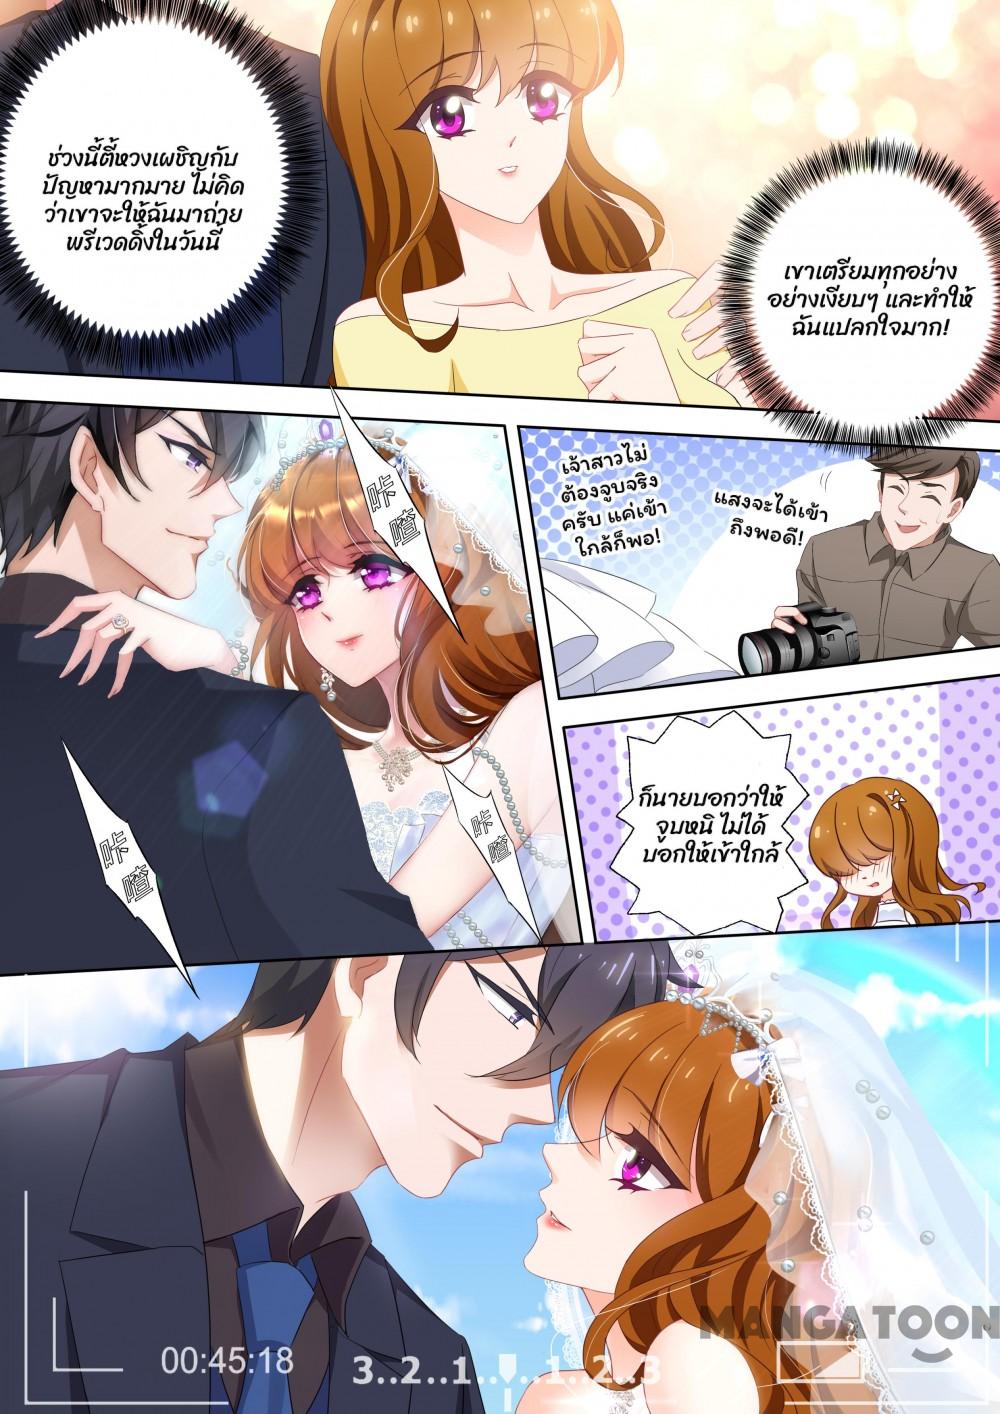 ช่วงนี้ตี้หวงเผชิญกับ
ปัญหามากมาย ไม่คิด
ว่าเขาจะให้ฉันมาถ่าย
พรีเวดดิ้งในวันนี้
เขาเตรียมทุกอย่าง
อย่างเงียบๆ และทำให้
ฉันแปลกใจมาก!
咔
喳
เจ้าสาวไม่
ต้องจูบจริง
ครับ แค่เข้า
ใกล้ก็พอ!
แสงจะได้เข้า
ถึงพอดี!
咔
喳
咔
喳
ก็นายบอกว่าให้
จูบหนิ ไม่ได้
บอกให้เข้าใกล้
MANGATOON
00:45:18
3..2..1.. ..1..2..3